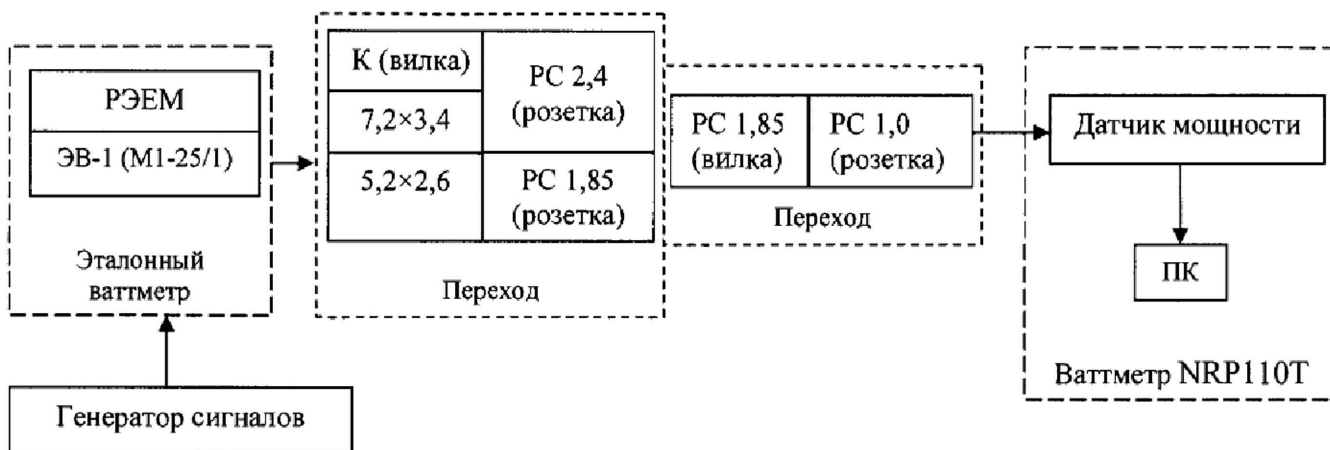 РЭЕМ
ЭВ-1 (М1-25/1)
Эталонный
ваттметр
Генератор сигналов
К (вилка)
7,2×3,4
5,2×2,6
РС 2,4
(розетка)
РС 1,85
(розетка)
Переход
РС 1,85
(вилка)
РС 1,0
(розетка)
Переход
Датчик мощности
ПК
Ваттметр NRP110T